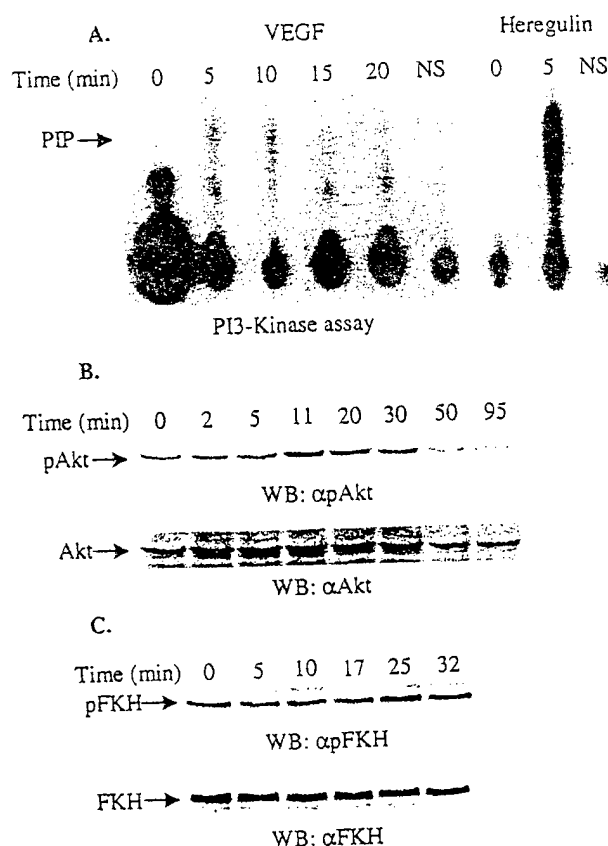 A. VEGF Heregulin
Time (min) 0 5 10 15 20 NS 0 5 NS
PIP
PI3-Kinase assay
B.
Time (min) 0 2 5 11 20 30 50 95
pAkt
WB: αpAkt
Akt
WB: αAkt
C.
Time (min) 0 5 10 17 25 32
pFKH
WB: αpFKH
FKH
WB: αFKH